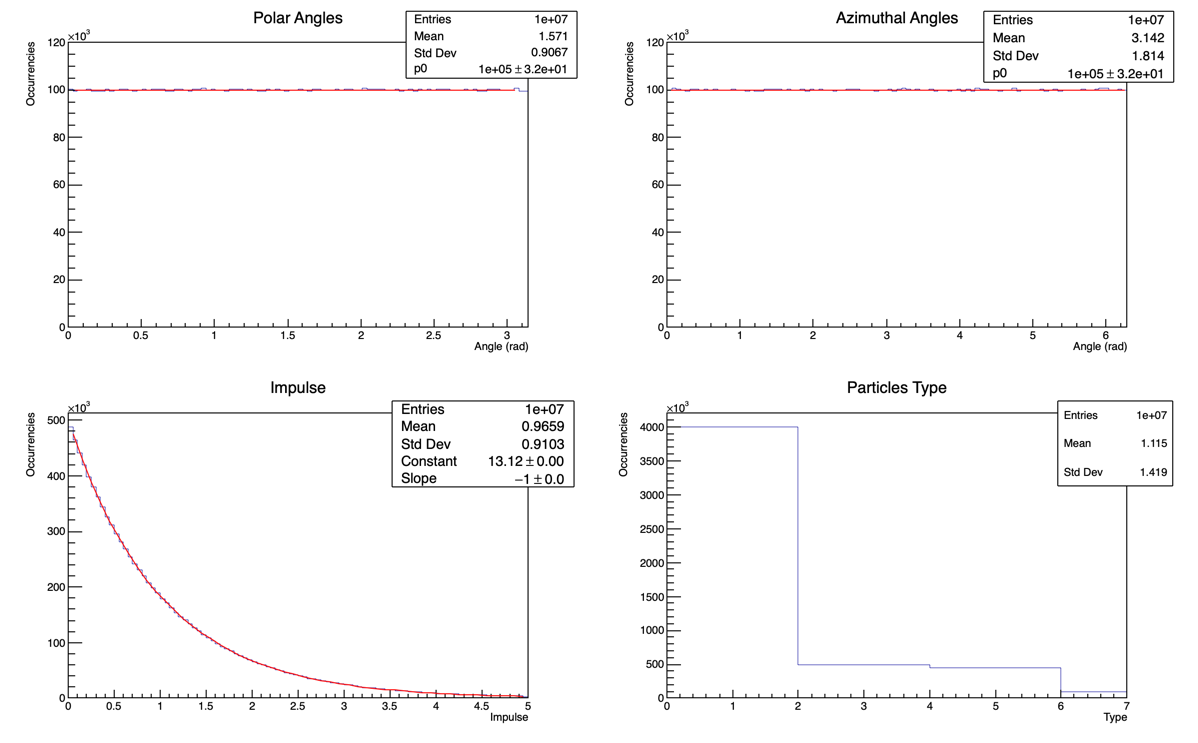 Polar Angles
Entries 1e+07
Mean 1.571
Std Dev 0.9067
p0 1e+05 ± 3.2e+01
×10³
Occurrencies
120
100
80
60
40
20
0
0 0.5 1 1.5 2 2.5 3
Angle (rad)
Azimuthal Angles
Entries 1e+07
Mean 3.142
Std Dev 1.814
p0 1e+05 ± 3.2e+01
×10³
Occurrencies
120
100
80
60
40
20
0
0 1 2 3 4 5 6
Angle (rad)
Impulse
Entries 1e+07
Mean 0.9659
Std Dev 0.9103
Constant 13.12 ± 0.00
Slope −1 ± 0.0
×10³
Occurrencies
500
400
300
200
100
0
0 0.5 1 1.5 2 2.5 3 3.5 4 4.5 5
Impulse
Particles Type
Entries 1e+07
Mean 1.115
Std Dev 1.419
×10³
Occurrencies
4000
3500
3000
2500
2000
1500
1000
500
0
0 1 2 3 4 5 6 7
Type